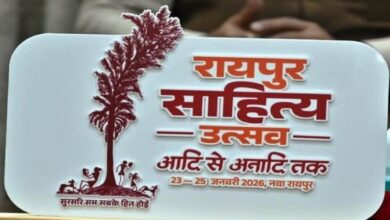 रायपुर
साहित्य
उत्सव
आदि से अनादि तक
23 — 25 जनवरी 2026, नवा रायपुर
सुरसरि सम सबके हित होई